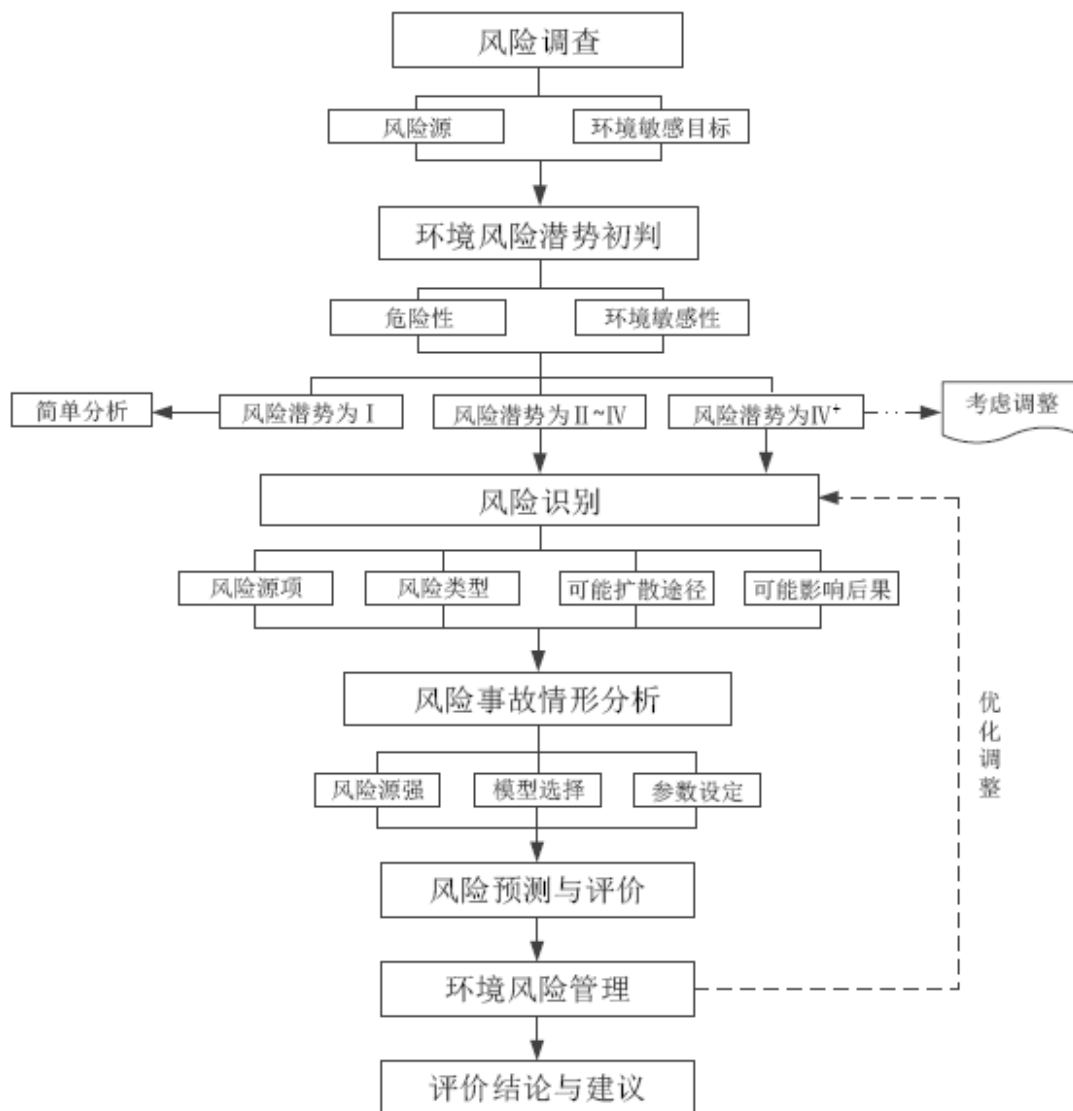 风险调查
风险源
环境敏感目标
环境风险潜势初判
危险性
环境敏感性
简单分析
风险潜势为Ⅰ
风险潜势为Ⅱ~Ⅳ
风险潜势为Ⅳ⁺
考虑调整
风险识别
风险源项
风险类型
可能扩散途径
可能影响后果
风险事故情形分析
风险源强
模型选择
参数设定
优化调整
风险预测与评价
环境风险管理
评价结论与建议